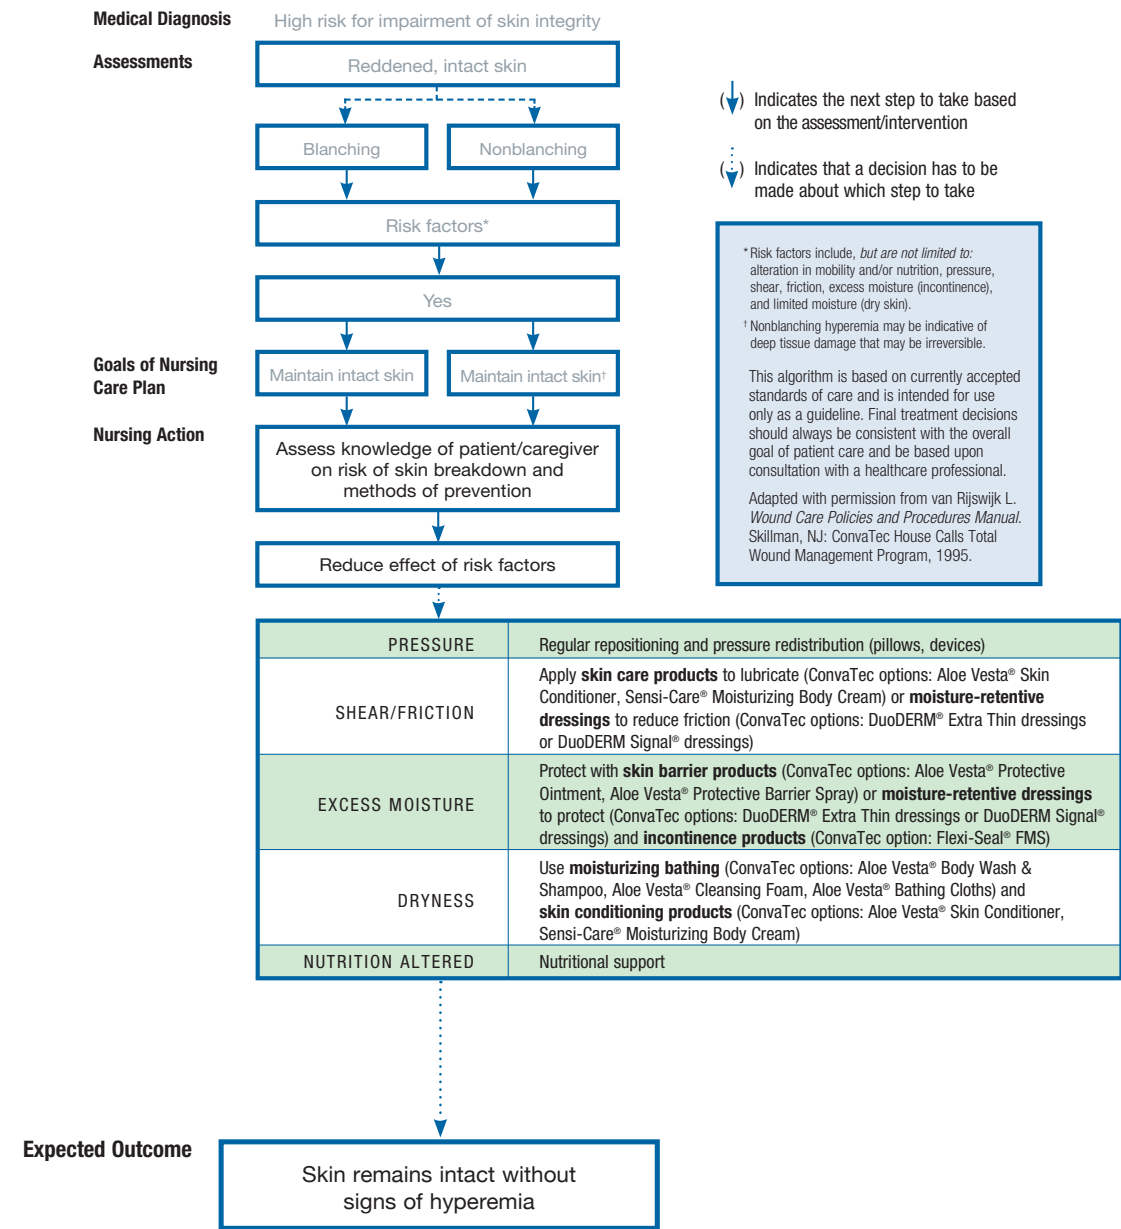 Medical Diagnosis
High risk for impairment of skin integrity
Assessments
Reddened, intact skin
Blanching
Nonblanching
Risk factors*
Yes
Goals of Nursing
Care Plan
Maintain intact skin
Maintain intact skin†
Nursing Action
Assess knowledge of patient/caregiver
on risk of skin breakdown and
methods of prevention
Reduce effect of risk factors
( ) Indicates the next step to take based
on the assessment/intervention
( ) Indicates that a decision has to be
made about which step to take
* Risk factors include, but are not limited to:
alteration in mobility and/or nutrition, pressure,
shear, friction, excess moisture (incontinence),
and limited moisture (dry skin).
† Nonblanching hyperemia may be indicative of
deep tissue damage that may be irreversible.
This algorithm is based on currently accepted
standards of care and is intended for use
only as a guideline. Final treatment decisions
should always be consistent with the overall
goal of patient care and be based upon
consultation with a healthcare professional.
Adapted with permission from van Rijswijk L.
Wound Care Policies and Procedures Manual.
Skillman, NJ: ConvaTec House Calls Total
Wound Management Program, 1995.
PRESSURE
Regular repositioning and pressure redistribution (pillows, devices)
SHEAR/FRICTION
Apply skin care products to lubricate (ConvaTec options: Aloe Vesta® Skin
Conditioner, Sensi-Care® Moisturizing Body Cream) or moisture-retentive
dressings to reduce friction (ConvaTec options: DuoDERM® Extra Thin dressings
or DuoDERM Signal® dressings)
EXCESS MOISTURE
Protect with skin barrier products (ConvaTec options: Aloe Vesta® Protective
Ointment, Aloe Vesta® Protective Barrier Spray) or moisture-retentive dressings
to protect (ConvaTec options: DuoDERM® Extra Thin dressings or DuoDERM Signal®
dressings) and incontinence products (ConvaTec option: Flexi-Seal® FMS)
DRYNESS
Use moisturizing bathing (ConvaTec options: Aloe Vesta® Body Wash &
Shampoo, Aloe Vesta® Cleansing Foam, Aloe Vesta® Bathing Cloths) and
skin conditioning products (ConvaTec options: Aloe Vesta® Skin Conditioner,
Sensi-Care® Moisturizing Body Cream)
NUTRITION ALTERED
Nutritional support
Expected Outcome
Skin remains intact without
signs of hyperemia